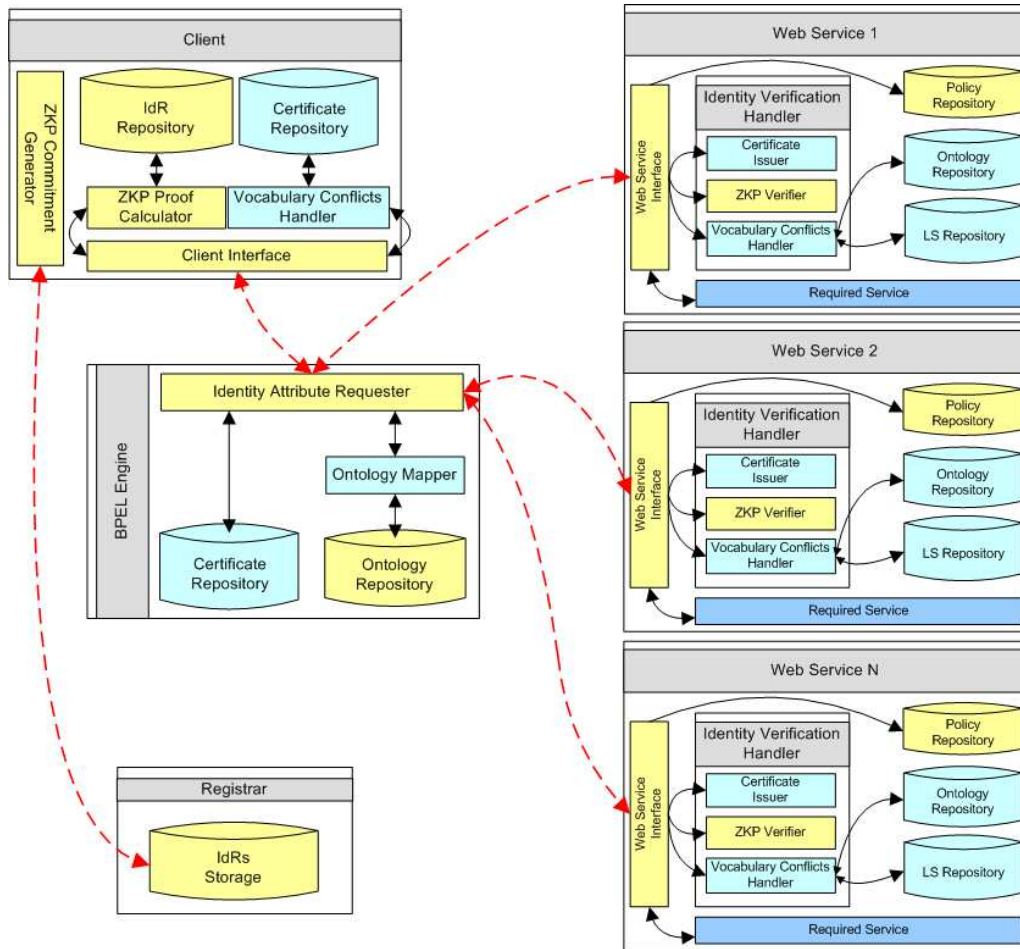 Client
ZKP Commitment
Generator
IdR
Repository
Certificate
Repository
ZKP Proof
Calculator
Vocabulary Conflicts
Handler
Client Interface
BPEL Engine
Identity Attribute Requester
Ontology Mapper
Certificate
Repository
Ontology
Repository
Registrar
IdRs
Storage
Web Service 1
Web Service
Interface
Identity Verification
Handler
Certificate
Issuer
ZKP Verifier
Vocabulary Conflicts
Handler
Policy
Repository
Ontology
Repository
LS Repository
Required Service
Web Service 2
Web Service
Interface
Identity Verification
Handler
Certificate
Issuer
ZKP Verifier
Vocabulary Conflicts
Handler
Policy
Repository
Ontology
Repository
LS Repository
Required Service
Web Service N
Web Service
Interface
Identity Verification
Handler
Certificate
Issuer
ZKP Verifier
Vocabulary Conflicts
Handler
Policy
Repository
Ontology
Repository
LS Repository
Required Service